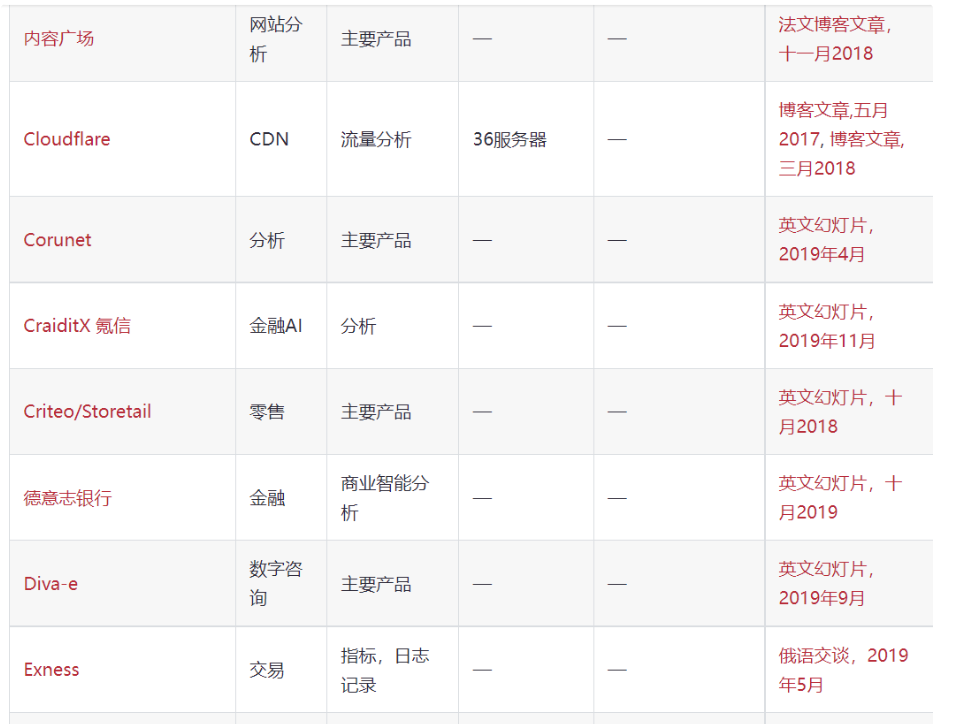 内容广场
网站分
析
主要产品
—
—
法文博客文章,
十一月2018
Cloudflare
CDN
流量分析
36服务器
—
博客文章,五月
2017, 博客文章,
三月2018
Corunet
分析
主要产品
—
—
英文幻灯片,
2019年4月
CraiditX 氪信
金融AI
分析
—
—
英文幻灯片,
2019年11月
Criteo/Storetail
零售
主要产品
—
—
英文幻灯片，十
月2018
德意志银行
金融
商业智能分
析
—
—
英文幻灯片，十
月2019
Diva-e
数字咨
询
主要产品
—
—
英文幻灯片,
2019年9月
Exness
交易
指标，日志
记录
—
—
俄语交谈，2019
年5月